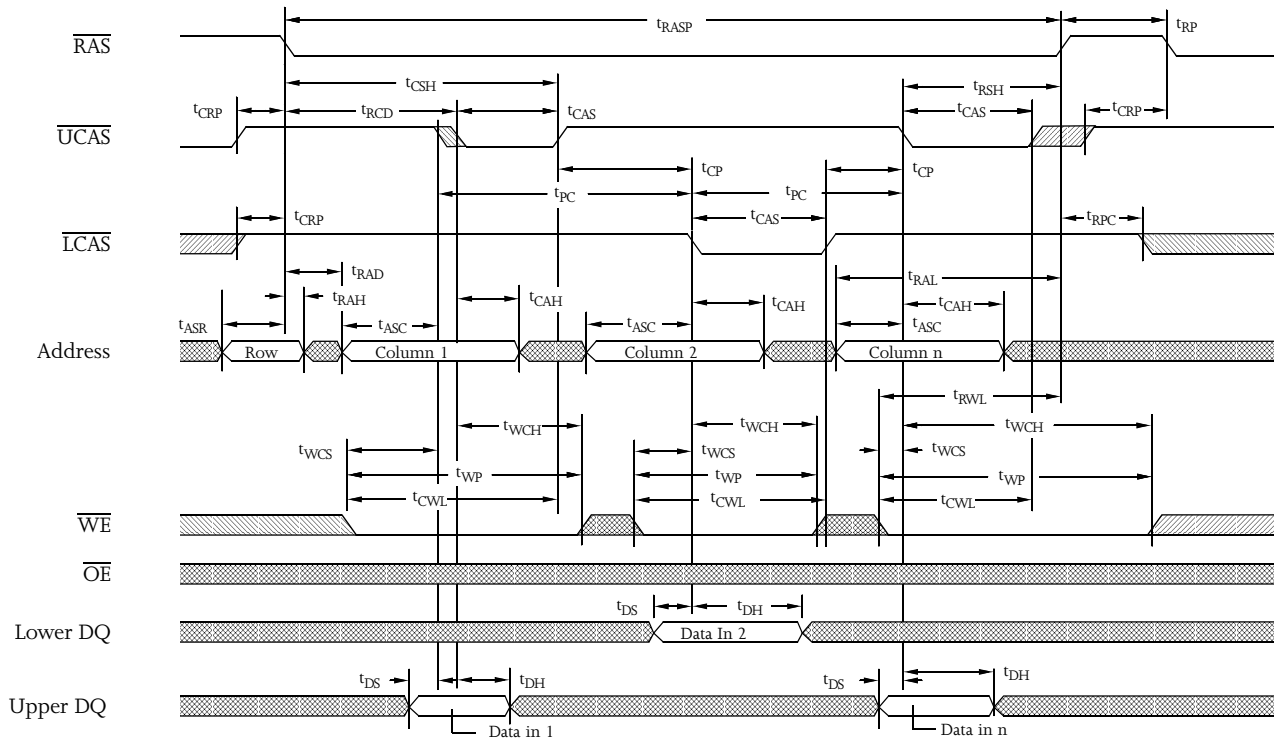 tRASP
tRP
RAS
tCSH
tRSH
tCRP
tRCD
tCAS
tCAS
tCRP
UCAS
tCP
tCP
tPC
tPC
tCRP
tCAS
tRPC
LCAS
tRAD
tRAL
tRAH
tCAH
tCAH
tCAH
tASR
tASC
tASC
tASC
Address
Row
Column 1
Column 2
Column n
tRWL
tWCH
tWCH
tWCH
tWCS
tWCS
tWCS
tWP
tWP
tWP
tCWL
tCWL
tCWL
WE
OE
tDS
tDH
Lower DQ
Data In 2
tDS
tDH
tDS
tDH
Upper DQ
Data in 1
Data in n